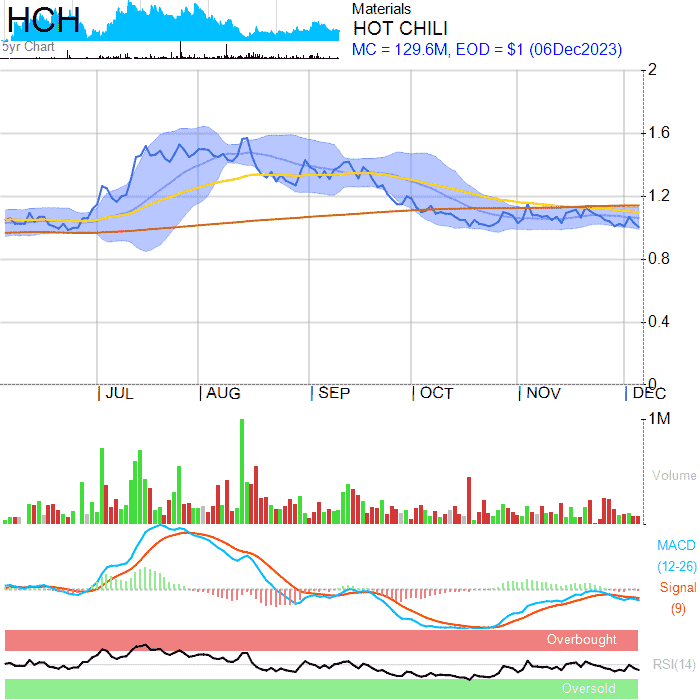 HCH
5yr Chart
Materials
HOT CHILI
MC = 129.6M, EOD = $1 (06Dec2023)
2
1.6
1.2
0.8
0.4
0
JUL AUG SEP OCT NOV DEC
1M
Volume
MACD
(12-26)
Signal
(9)
Overbought
RSI(14)
Oversold